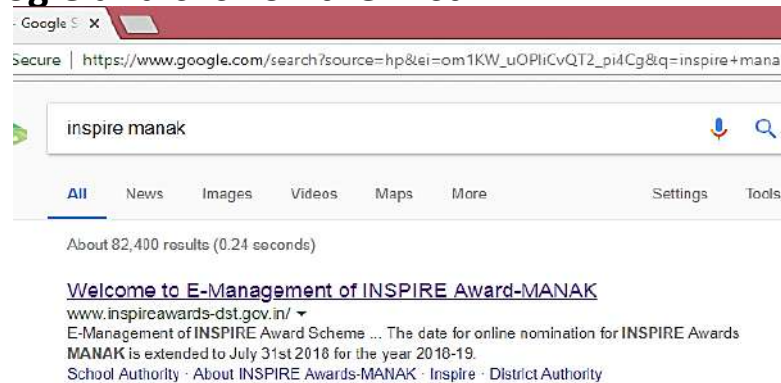 - Google S ×
Secure | https://www.google.com/search?source=hp&ei=om1KW_uOPIiCvQT2_pi4Cg&q=inspire+mana
inspire manak
All News Images Videos Maps More Settings Tools
About 82,400 results (0.24 seconds)
Welcome to E-Management of INSPIRE Award-MANAK
www.inspireawards-dst.gov.in/ ▾
E-Management of INSPIRE Award Scheme ... The date for online nomination for INSPIRE Awards
MANAK is extended to July 31st 2018 for the year 2018-19.
School Authority · About INSPIRE Awards-MANAK · Inspire · District Authority